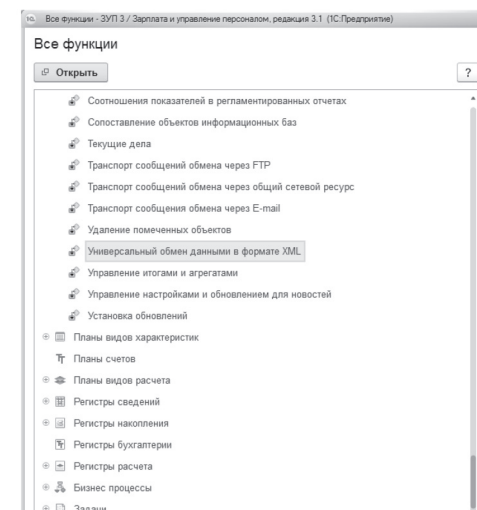 1С Все функции - ЗУП 3 / Зарплата и управление персоналом, редакция 3.1 (1С:Предприятие)
Все функции
Открыть
?
Соотношения показателей в регламентированных отчетах
Сопоставление объектов информационных баз
Текущие дела
Транспорт сообщений обмена через FTP
Транспорт сообщений обмена через общий сетевой ресурс
Транспорт сообщения обмена через E-mail
Удаление помеченных объектов
Универсальный обмен данными в формате XML
Управление итогами и агрегатами
Управление настройками и обновлением для новостей
Установка обновлений
Планы видов характеристик
Тт Планы счетов
Планы видов расчета
Регистры сведений
Регистры накопления
Тт Регистры бухгалтерии
Регистры расчета
Бизнес процессы
Задачи